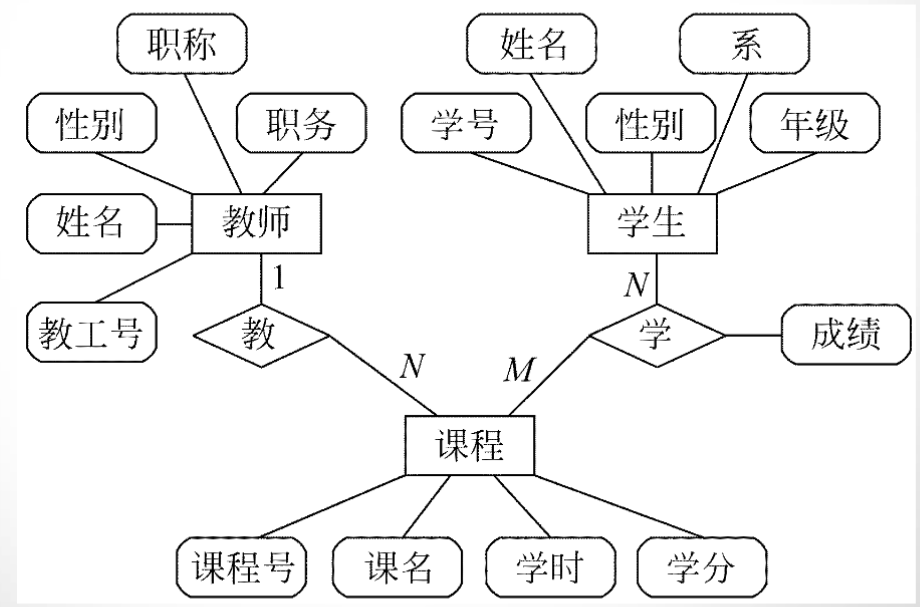 职称
姓名
系
性别
职务
学号
性别
年级
姓名
教师
学生
1
N
教工号
教
学
成绩
N
M
课程
课程号
课名
学时
学分